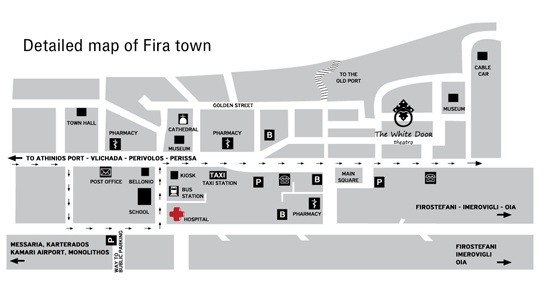 Detailed map of Fira town
TO THE
OLD PORT
CABLE
CAR
GOLDEN STREET
MUSEUM
TOWN HALL
CATHEDRAL
PHARMACY
PHARMACY
B
MUSEUM
The White Door
theatro
TO ATHINIOS PORT - VLICHADA - PERIVOLOS - PERISSA
POST OFFICE
BELLONIO
KIOSK
TAXI
TAXI STATION
P
B
MAIN
SQUARE
P
BUS
STATION
SCHOOL
HOSPITAL
B
PHARMACY
FIROSTEFANI - IMEROVIGLI - OIA
MESSARIA, KARTERADOS
KAMARI AIRPORT, MONOLITHOS
P
WAY TO
BUBLIC PARKING
FIROSTEFANI
IMEROVIGLI
OIA